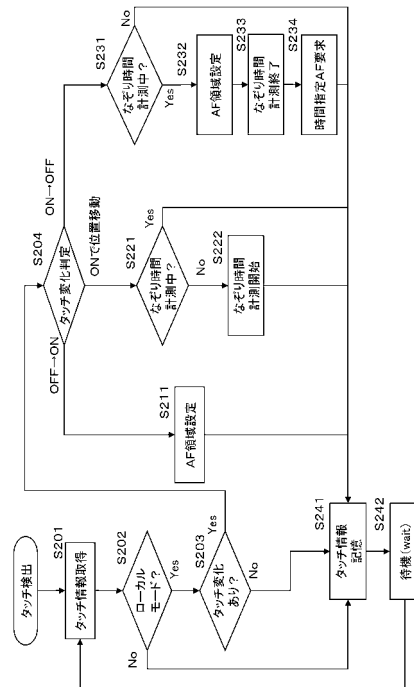 タッチ検出
S201
タッチ情報取得
S202
ローカル
モード?
No
Yes
S203
タッチ変化
あり?
Yes
No
S204
タッチ変化判定
OFF→ON
ONで位置移動
ON→OFF
S211
AF領域設定
S221
なぞり時間
計測中?
Yes
No
S222
なぞり時間
計測開始
S231
なぞり時間
計測中?
No
Yes
S232
AF領域設定
S233
なぞり時間
計測終了
S234
時間指定AF要求
S241
タッチ情報
記憶
S242
待機(wait)